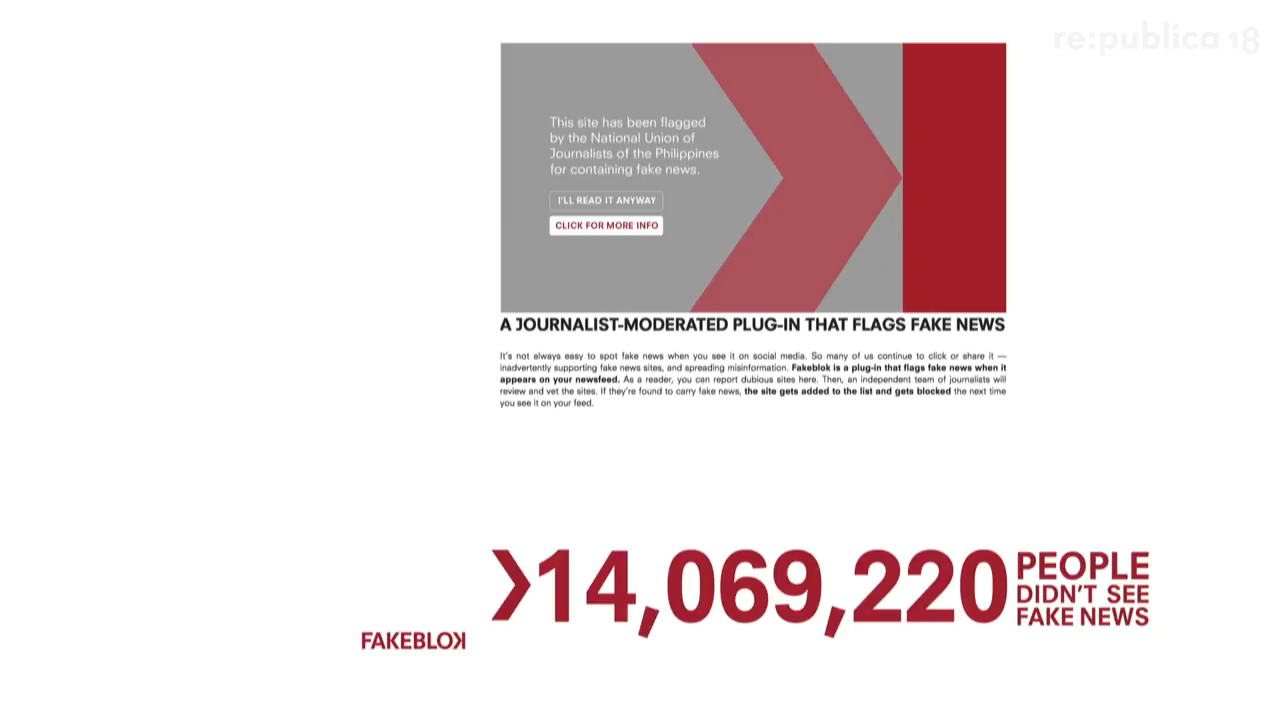 re:publica 18
This site has been flagged
by the National Union of
Journalists of the Philippines
for containing fake news.
I'LL READ IT ANYWAY
CLICK FOR MORE INFO
A JOURNALIST-MODERATED PLUG-IN THAT FLAGS FAKE NEWS
It's not always easy to spot fake news when you see it on social media. So many of us continue to click or share it —
inadvertently supporting fake news sites, and spreading misinformation. Fakeblok is a plug-in that flags fake news when it
appears on your newsfeed. As a reader, you can report dubious sites here. Then, an independent team of journalists will
review and vet the sites. If they're found to carry fake news, the site gets added to the list and gets blocked the next time
you see it on your feed.
>14,069,220
PEOPLE
DIDN'T SEE
FAKE NEWS
FAKEBLOK